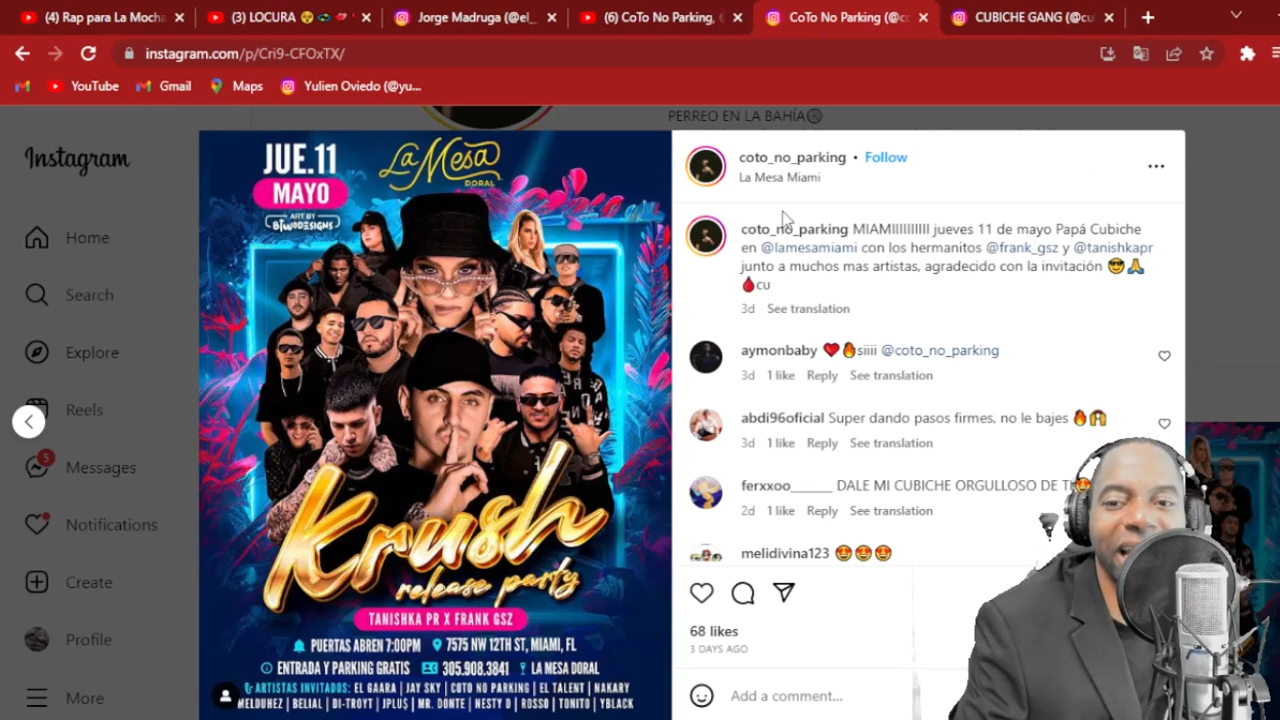 (4) Rap para La Mocha
(3) LOCURA
Jorge Madruga (@el_
(6) CoTo No Parking,
CoTo No Parking (@co
CUBICHE GANG (@cu
instagram.com/p/Cri9-CFOxTX/
YouTube
Gmail
Maps
Yulien Oviedo (@yu...
PERREO EN LA BAHÍA
Instagram
Home
Search
Explore
Reels
5
Messages
Notifications
Create
Profile
More
JUE.11
MAYO
ART BY
BTWODESIGNS
La Mesa
DORAL
Krush
release party
TANISHKA PR X FRANK GSZ
PUERTAS ABREN 7:00PM 7575 NW 12TH ST, MIAMI, FL
ENTRADA Y PARKING GRATIS 305.908.3841 LA MESA DORAL
ARTISTAS INVITADOS: EL GAARA | JAY SKY | COTO NO PARKING | EL TALENT | NAKARY
MELDUHEZ | BELIAL | DI-TROYT | JPLU$ | MR. DONTE | NESTY D | ROSSO | TONITO | YBLACK
coto_no_parking • Follow
La Mesa Miami
coto_no_parking MIAMIIIIIIIIII jueves 11 de mayo Papá Cubiche
en @lamesamiami con los hermanitos @frank_gsz y @tanishkapr
junto a muchos mas artistas, agradecido con la invitación 😎🙏
🩸cu
3d See translation
aymonbaby ❤️🔥siiii @coto_no_parking
3d 1 like Reply See translation
abdi96oficial Super dando pasos firmes, no le bajes 🔥🙌
3d 1 like Reply See translation
ferxxoo______ DALE MI CUBICHE ORGULLOSO DE
2d 1 like Reply See translation
melidivina123 🤩🤩🤩
68 likes
3 DAYS AGO
Add a comment...